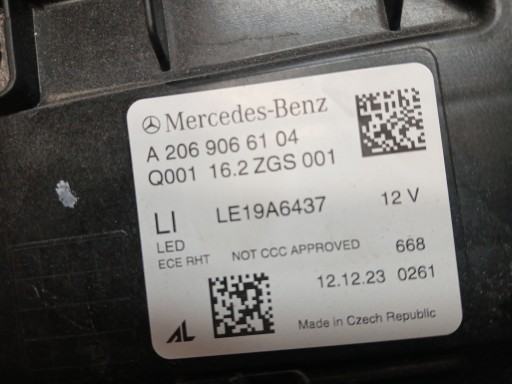 Mercedes-Benz
A 206 906 61 04
Q001 16.2 ZGS 001
LI LE19A6437 12 V
LED
ECE RHT NOT CCC APPROVED 668
12.12.23 0261
AL Made in Czech Republic